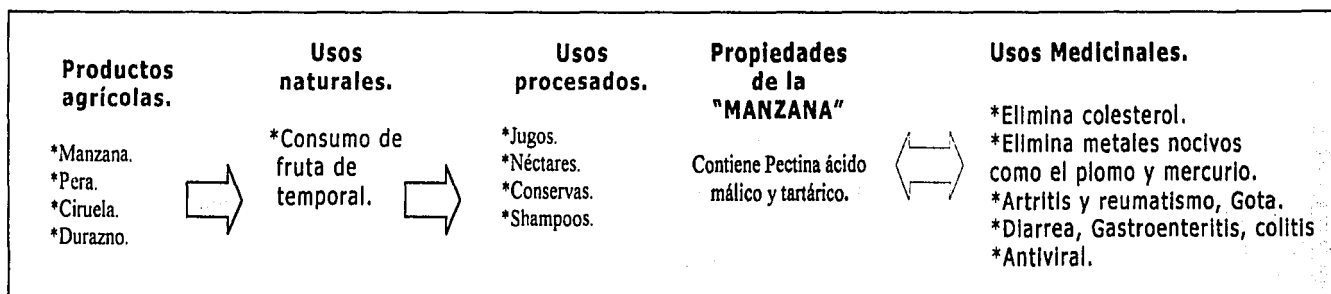 Productos
agrícolas.
*Manzana.
*Pera.
*Ciruela.
*Durazno.
Usos
naturales.
*Consumo de
fruta de
temporal.
Usos
procesados.
*Jugos.
*Néctares.
*Conservas.
*Shampoos.
Propiedades
de la
"MANZANA"
Contiene Pectina ácido
málico y tartárico.
Usos Medicinales.
*Elimina colesterol.
*Elimina metales nocivos
como el plomo y mercurio.
*Artritis y reumatismo, Gota.
*Diarrea, Gastroenteritis, colitis
*Antiviral.